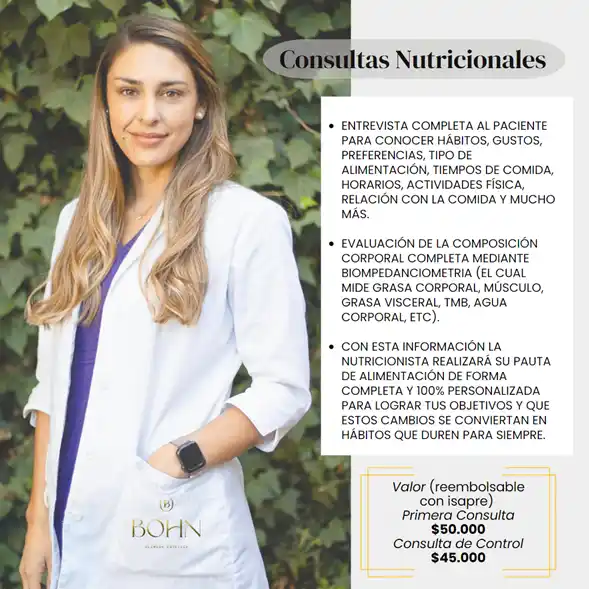 Consultas Nutricionales
• ENTREVISTA COMPLETA AL PACIENTE
PARA CONOCER HÁBITOS, GUSTOS,
PREFERENCIAS, TIPO DE
ALIMENTACIÓN, TIEMPOS DE COMIDA,
HORARIOS, ACTIVIDADES FÍSICA,
RELACIÓN CON LA COMIDA Y MUCHO
MÁS.
• EVALUACIÓN DE LA COMPOSICIÓN
CORPORAL COMPLETA MEDIANTE
BIOMPEDANCIOMETRIA (EL CUAL
MIDE GRASA CORPORAL, MÚSCULO,
GRASA VISCERAL, TMB, AGUA
CORPORAL, ETC).
• CON ESTA INFORMACIÓN LA
NUTRICIONISTA REALIZARÁ SU PAUTA
DE ALIMENTACIÓN DE FORMA
COMPLETA Y 100% PERSONALIZADA
PARA LOGRAR TUS OBJETIVOS Y QUE
ESTOS CAMBIOS SE CONVIERTAN EN
HÁBITOS QUE DUREN PARA SIEMPRE.
Valor (reembolsable
con isapre)
Primera Consulta
$50.000
Consulta de Control
$45.000
B
BOHN